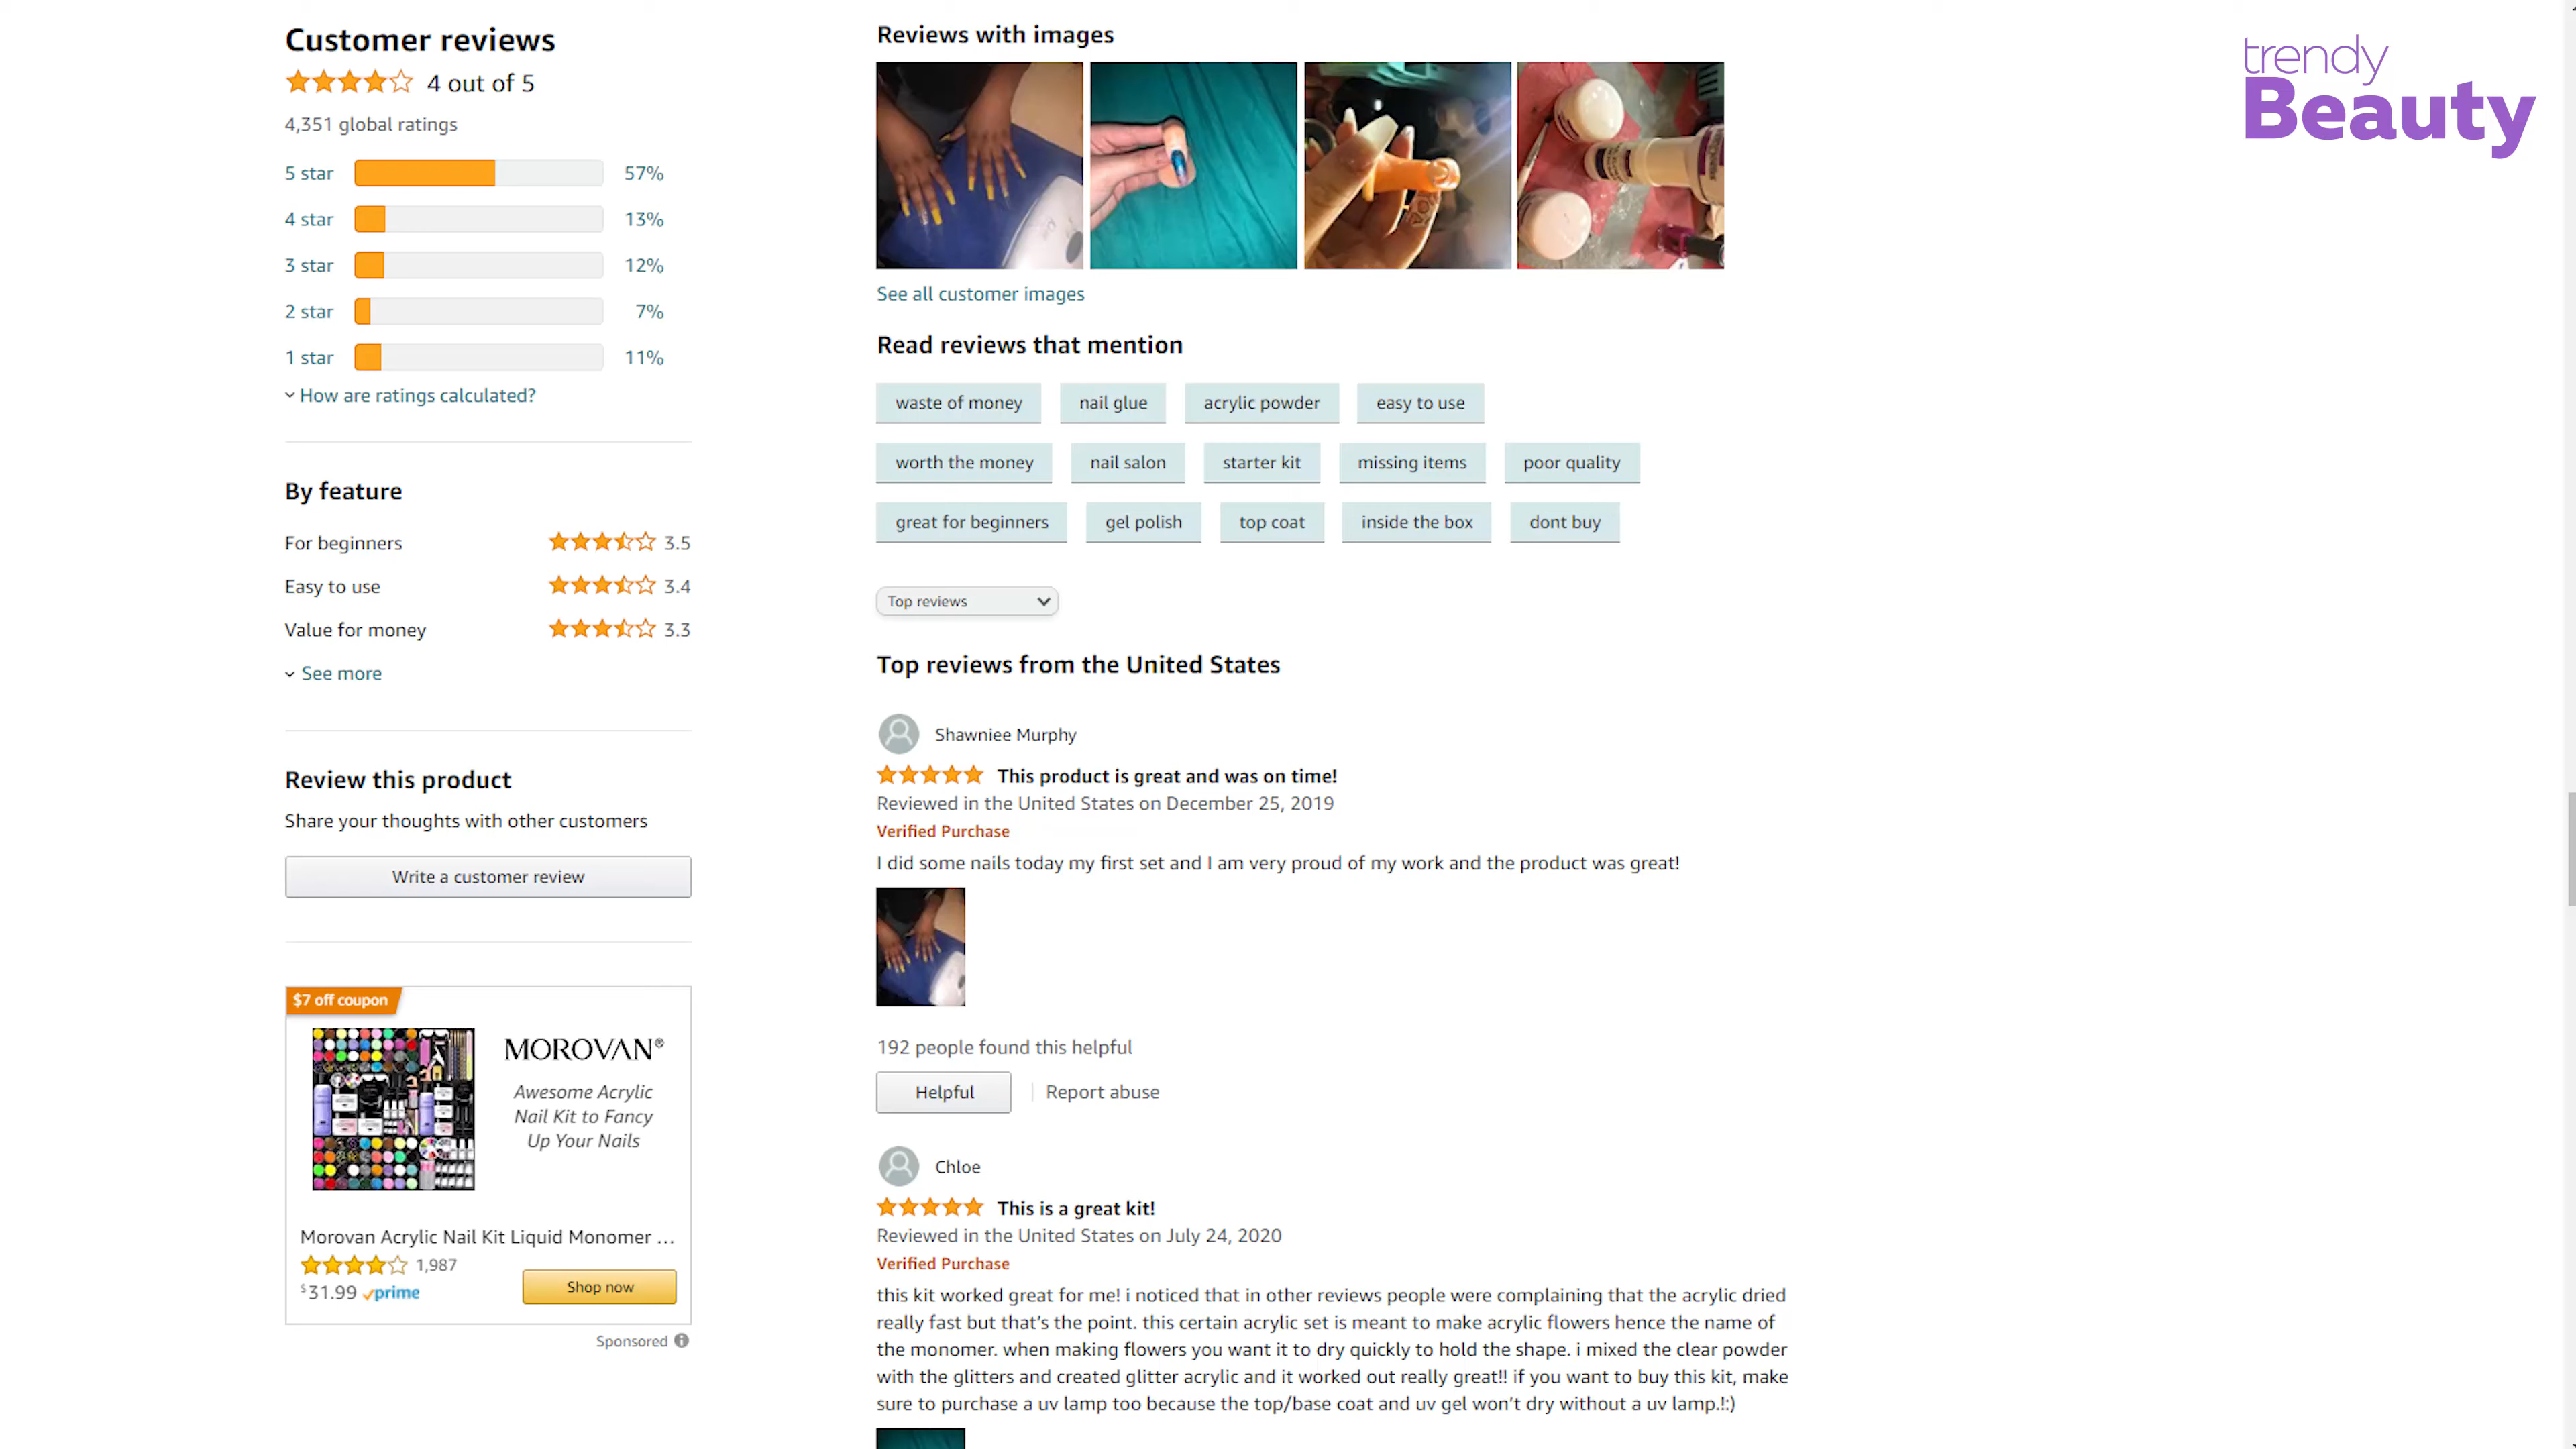 Customer reviews
4 out of 5
4,351 global ratings
5 star 57%
4 star 13%
3 star 12%
2 star 7%
1 star 11%
How are ratings calculated?
By feature
For beginners 3.5
Easy to use 3.4
Value for money 3.3
See more
Review this product
Share your thoughts with other customers
Write a customer review
$7 off coupon
MOROVAN®
Awesome Acrylic
Nail Kit to Fancy
Up Your Nails
Morovan Acrylic Nail Kit Liquid Monomer ...
1,987
$31.99 prime
Shop now
Sponsored
Reviews with images
See all customer images
Read reviews that mention
waste of money nail glue acrylic powder easy to use
worth the money nail salon starter kit missing items poor quality
great for beginners gel polish top coat inside the box dont buy
Top reviews
Top reviews from the United States
Shawniee Murphy
This product is great and was on time!
Reviewed in the United States on December 25, 2019
Verified Purchase
I did some nails today my first set and I am very proud of my work and the product was great!
192 people found this helpful
Helpful | Report abuse
Chloe
This is a great kit!
Reviewed in the United States on July 24, 2020
Verified Purchase
this kit worked great for me! i noticed that in other reviews people were complaining that the acrylic dried
really fast but that's the point. this certain acrylic set is meant to make acrylic flowers hence the name of
the monomer. when making flowers you want it to dry quickly to hold the shape. i mixed the clear powder
with the glitters and created glitter acrylic and it worked out really great!! if you want to buy this kit, make
sure to purchase a uv lamp too because the top/base coat and uv gel won't dry without a uv lamp.!:)
trendy
Beauty